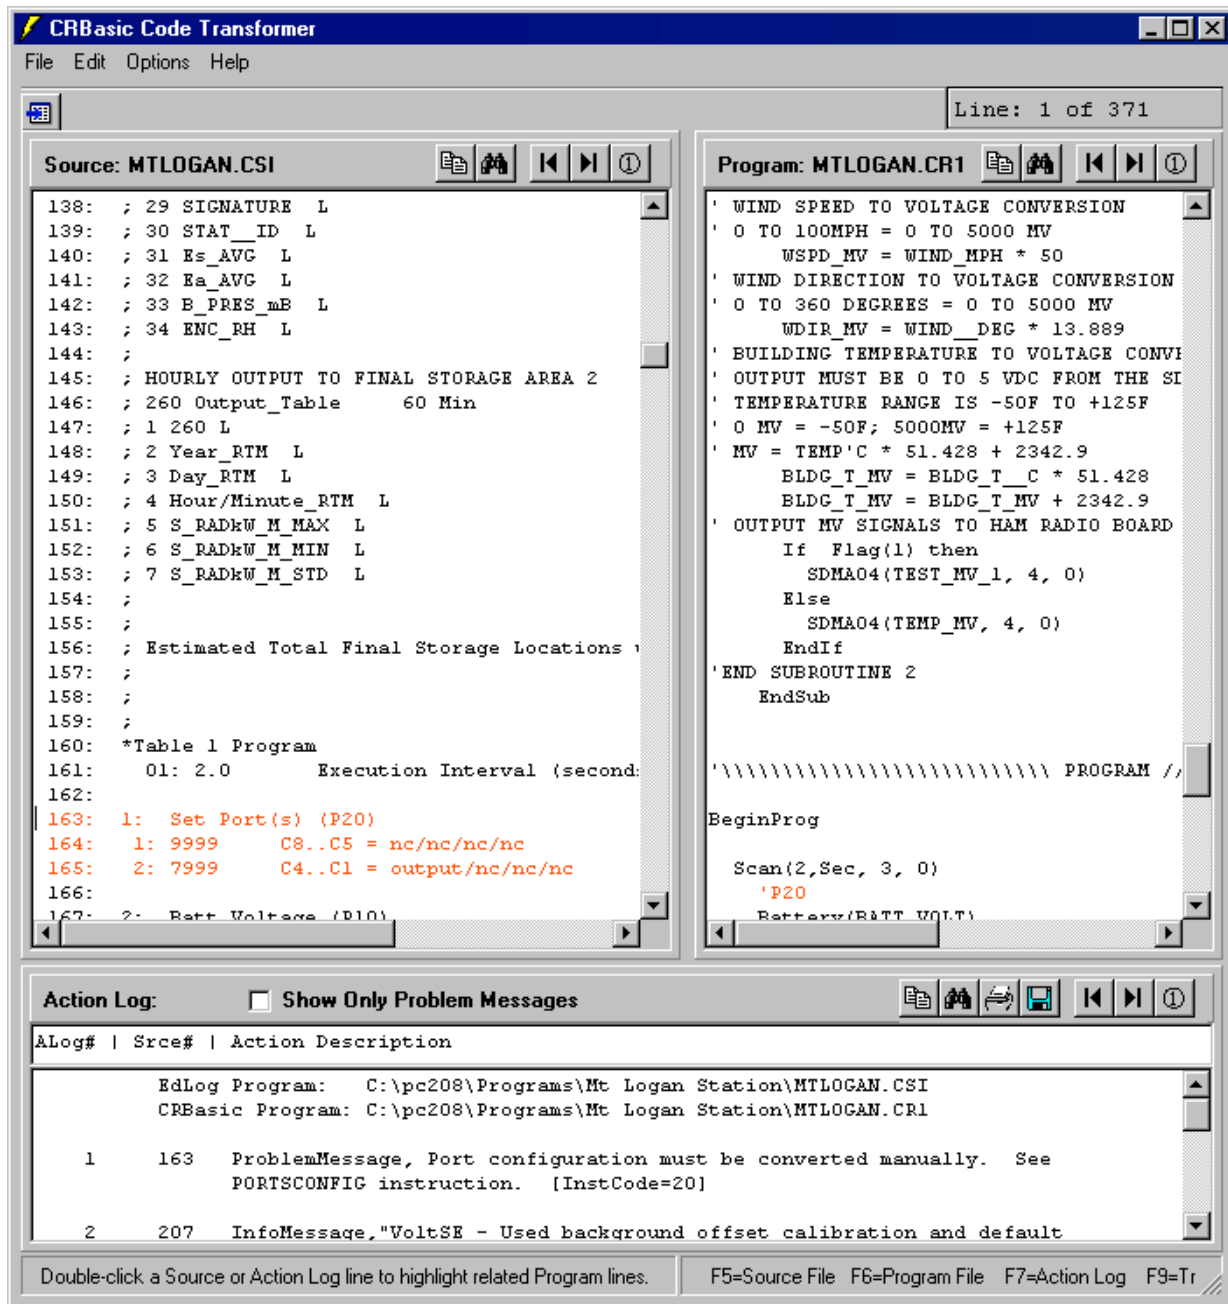 CRBasic Code Transformer
File Edit Options Help
Line: 1 of 371
Source: MTLOGAN.CSI
138: ; 29 SIGNATURE L
139: ; 30 STAT__ID L
140: ; 31 Es_AVG L
141: ; 32 Ea_AVG L
142: ; 33 B_PRES_mB L
143: ; 34 ENC_RH L
144: ;
145: ; HOURLY OUTPUT TO FINAL STORAGE AREA 2
146: ; 260 Output_Table 60 Min
147: ; 1 260 L
148: ; 2 Year_RTM L
149: ; 3 Day_RTM L
150: ; 4 Hour/Minute_RTM L
151: ; 5 S_RADkW_M_MAX L
152: ; 6 S_RADkW_M_MIN L
153: ; 7 S_RADkW_M_STD L
154: ;
155: ;
156: ; Estimated Total Final Storage Locations
157: ;
158: ;
159: ;
160: *Table 1 Program
161: 01: 2.0 Execution Interval (second
162:
163: 1: Set Port(s) (P20)
164: 1: 9999 C8..C5 = nc/nc/nc/nc
165: 2: 7999 C4..C1 = output/nc/nc/nc
166:
167: 2: Batt Voltage (P10)
Program: MTLOGAN.CR1
' WIND SPEED TO VOLTAGE CONVERSION
' 0 TO 100MPH = 0 TO 5000 MV
WSPD_MV = WIND_MPH * 50
' WIND DIRECTION TO VOLTAGE CONVERSION
' 0 TO 360 DEGREES = 0 TO 5000 MV
WDIR_MV = WIND__DEG * 13.889
' BUILDING TEMPERATURE TO VOLTAGE CONVE
' OUTPUT MUST BE 0 TO 5 VDC FROM THE SD
' TEMPERATURE RANGE IS -50F TO +125F
' 0 MV = -50F; 5000MV = +125F
' MV = TEMP'C * 51.428 + 2342.9
BLDG_T_MV = BLDG_T__C * 51.428
BLDG_T_MV = BLDG_T_MV + 2342.9
' OUTPUT MV SIGNALS TO HAM RADIO BOARD
If Flag(1) then
SDMA04(TEST_MV_1, 4, 0)
Else
SDMA04(TEMP_MV, 4, 0)
EndIf
'END SUBROUTINE 2
EndSub
'\\\\\\\\\\\\\\\\\\\\\\\\\\\ PROGRAM //
BeginProg
Scan(2,Sec, 3, 0)
'P20
Battery(BATT_VOLT)
Action Log: Show Only Problem Messages
ALog# | Srce# | Action Description
EdLog Program: C:\pc208\Programs\Mt Logan Station\MTLOGAN.CSI
CRBasic Program: C:\pc208\Programs\Mt Logan Station\MTLOGAN.CR1
1 163 ProblemMessage, Port configuration must be converted manually. See
PORTSCONFIG instruction. [InstCode=20]
2 207 InfoMessage,"VoltSE - Used background offset calibration and default
Double-click a Source or Action Log line to highlight related Program lines.
F5=Source File F6=Program File F7=Action Log F9=Tr